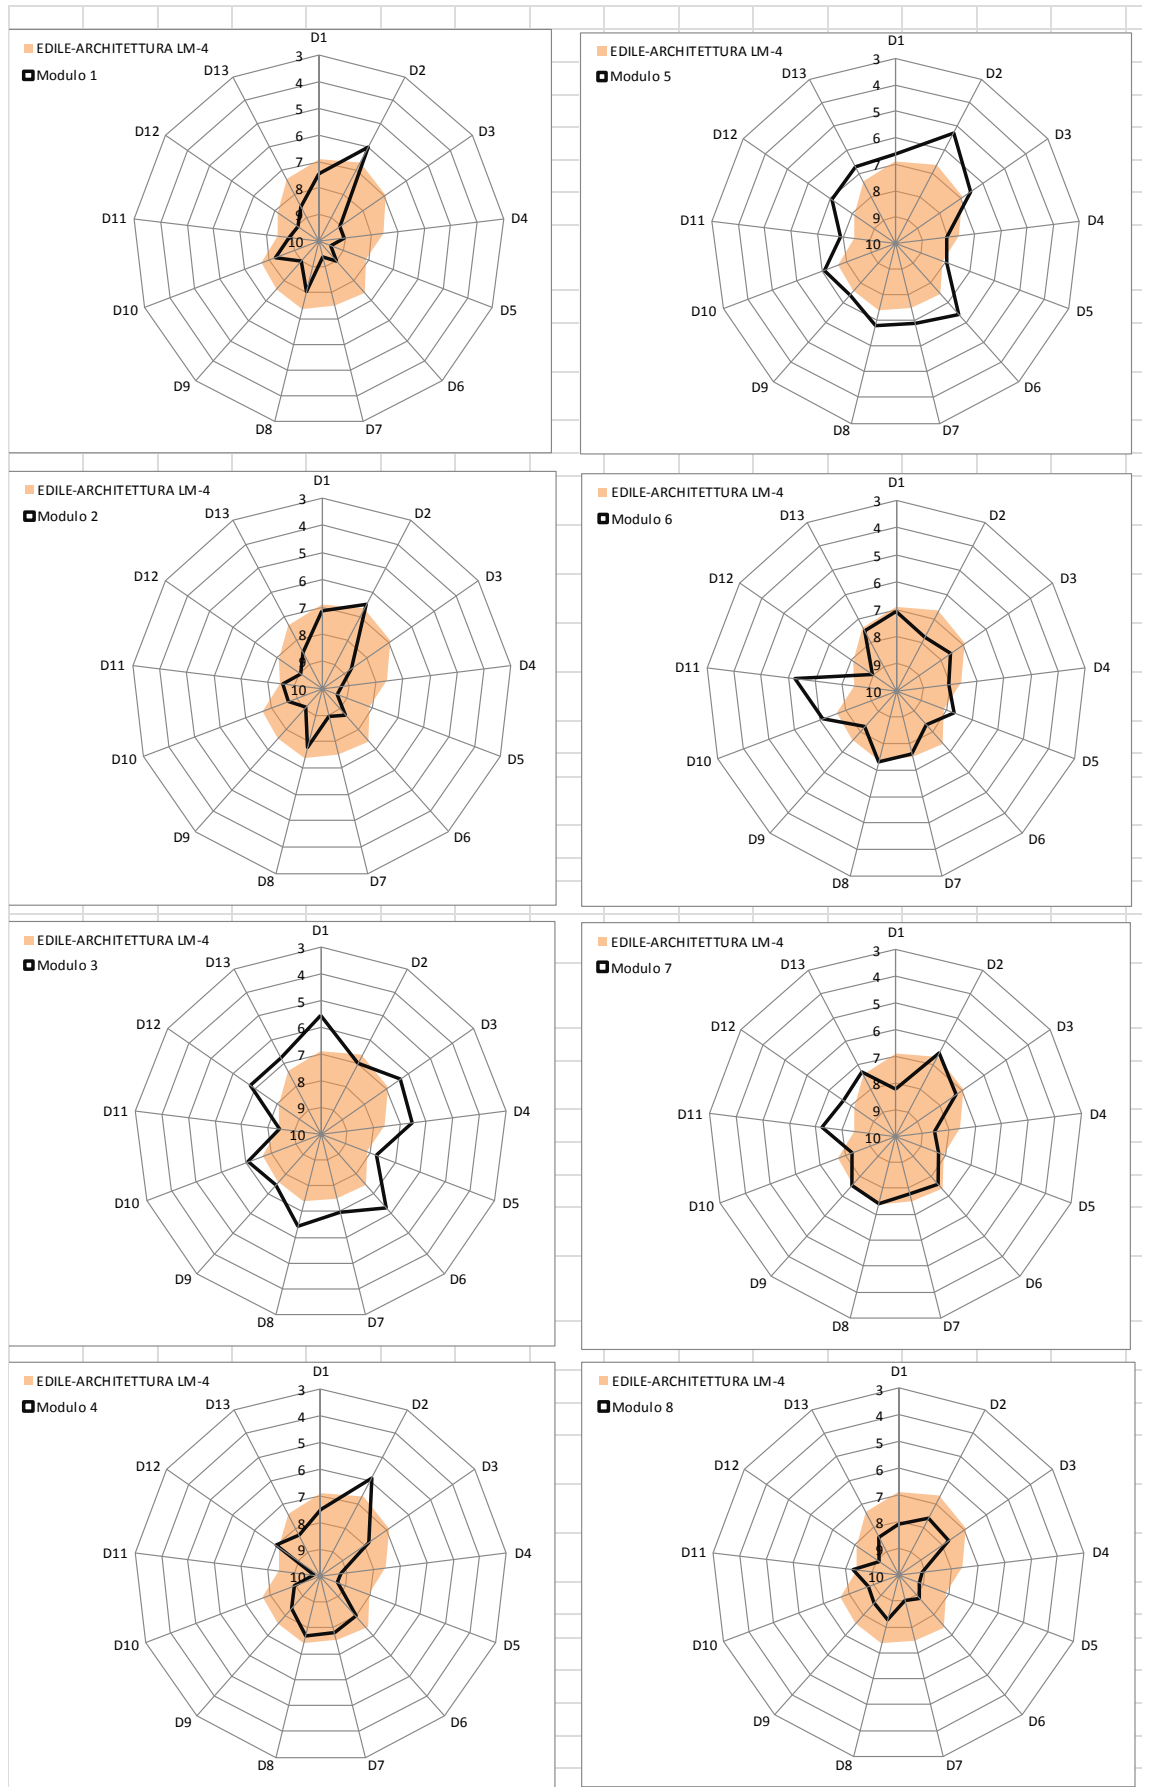 EDILE-ARCHITETTURA LM-4
Modulo 1
D1
D2
D3
D4
D5
D6
D7
D8
D9
D10
D11
D12
D13
3
4
5
6
7
8
9
10
EDILE-ARCHITETTURA LM-4
Modulo 5
D1
D2
D3
D4
D5
D6
D7
D8
D9
D10
D11
D12
D13
3
4
5
6
7
8
9
10
EDILE-ARCHITETTURA LM-4
Modulo 2
D1
D2
D3
D4
D5
D6
D7
D8
D9
D10
D11
D12
D13
3
4
5
6
7
8
9
10
EDILE-ARCHITETTURA LM-4
Modulo 6
D1
D2
D3
D4
D5
D6
D7
D8
D9
D10
D11
D12
D13
3
4
5
6
7
8
9
10
EDILE-ARCHITETTURA LM-4
Modulo 3
D1
D2
D3
D4
D5
D6
D7
D8
D9
D10
D11
D12
D13
3
4
5
6
7
8
9
10
EDILE-ARCHITETTURA LM-4
Modulo 7
D1
D2
D3
D4
D5
D6
D7
D8
D9
D10
D11
D12
D13
3
4
5
6
7
8
9
10
EDILE-ARCHITETTURA LM-4
Modulo 4
D1
D2
D3
D4
D5
D6
D7
D8
D9
D10
D11
D12
D13
3
4
5
6
7
8
9
10
EDILE-ARCHITETTURA LM-4
Modulo 8
D1
D2
D3
D4
D5
D6
D7
D8
D9
D10
D11
D12
D13
3
4
5
6
7
8
9
10